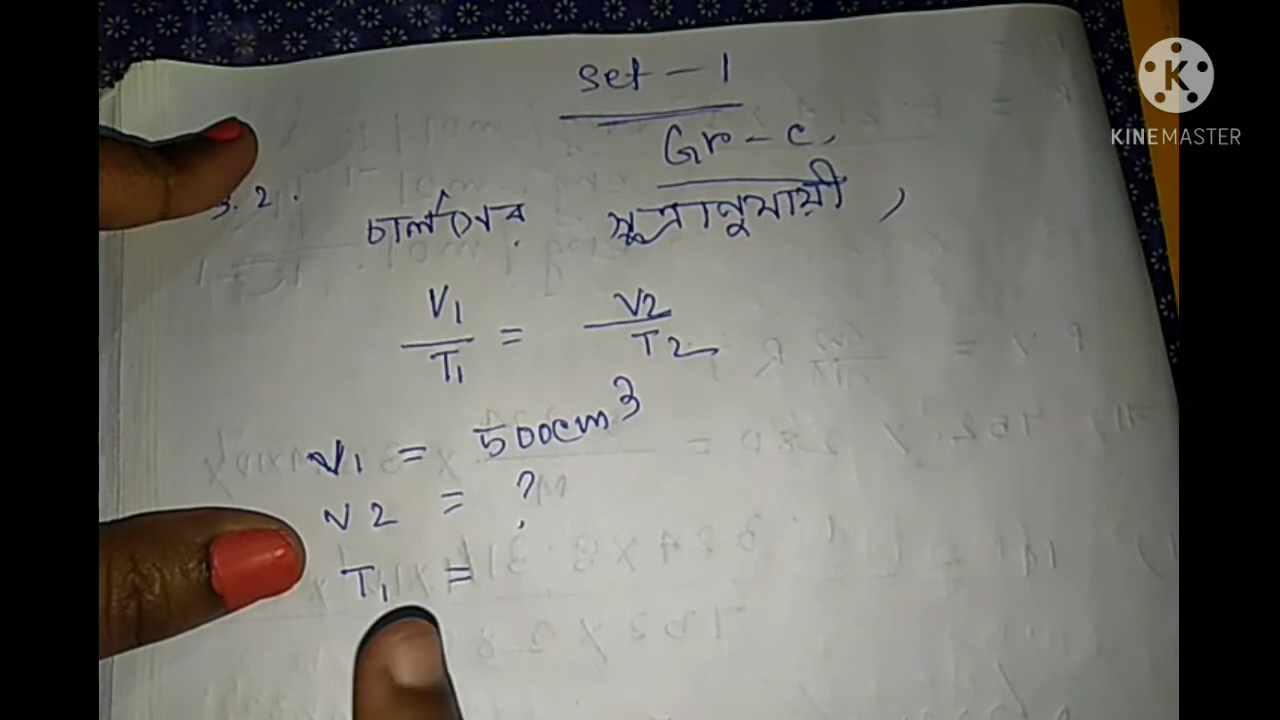 Set - 1
Gr - C.
3. 2.
চার্লসের সূত্রানুযায়ী,
V1/T1 = V2/T2
V1 = 500cm3
V2 = ?
T1 =
K
KINEMASTER